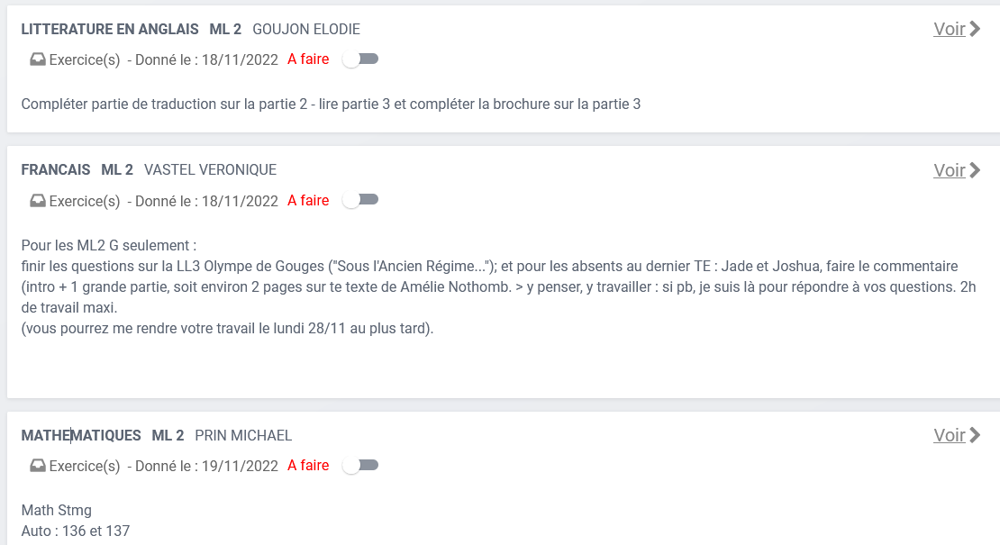 LITTERATURE EN ANGLAIS ML 2 GOUJON ELODIE Voir
Exercice(s) - Donné le : 18/11/2022 A faire
Compléter partie de traduction sur la partie 2 - lire partie 3 et compléter la brochure sur la partie 3
FRANCAIS ML 2 VASTEL VERONIQUE Voir
Exercice(s) - Donné le : 18/11/2022 A faire
Pour les ML2 G seulement :
finir les questions sur la LL3 Olympe de Gouges ("Sous l'Ancien Régime..."); et pour les absents au dernier TE : Jade et Joshua, faire le commentaire
(intro + 1 grande partie, soit environ 2 pages sur te texte de Amélie Nothomb. > y penser, y travailler : si pb, je suis là pour répondre à vos questions. 2h
de travail maxi.
(vous pourrez me rendre votre travail le lundi 28/11 au plus tard).
MATHEMATIQUES ML 2 PRIN MICHAEL Voir
Exercice(s) - Donné le : 19/11/2022 A faire
Math Stmg
Auto : 136 et 137